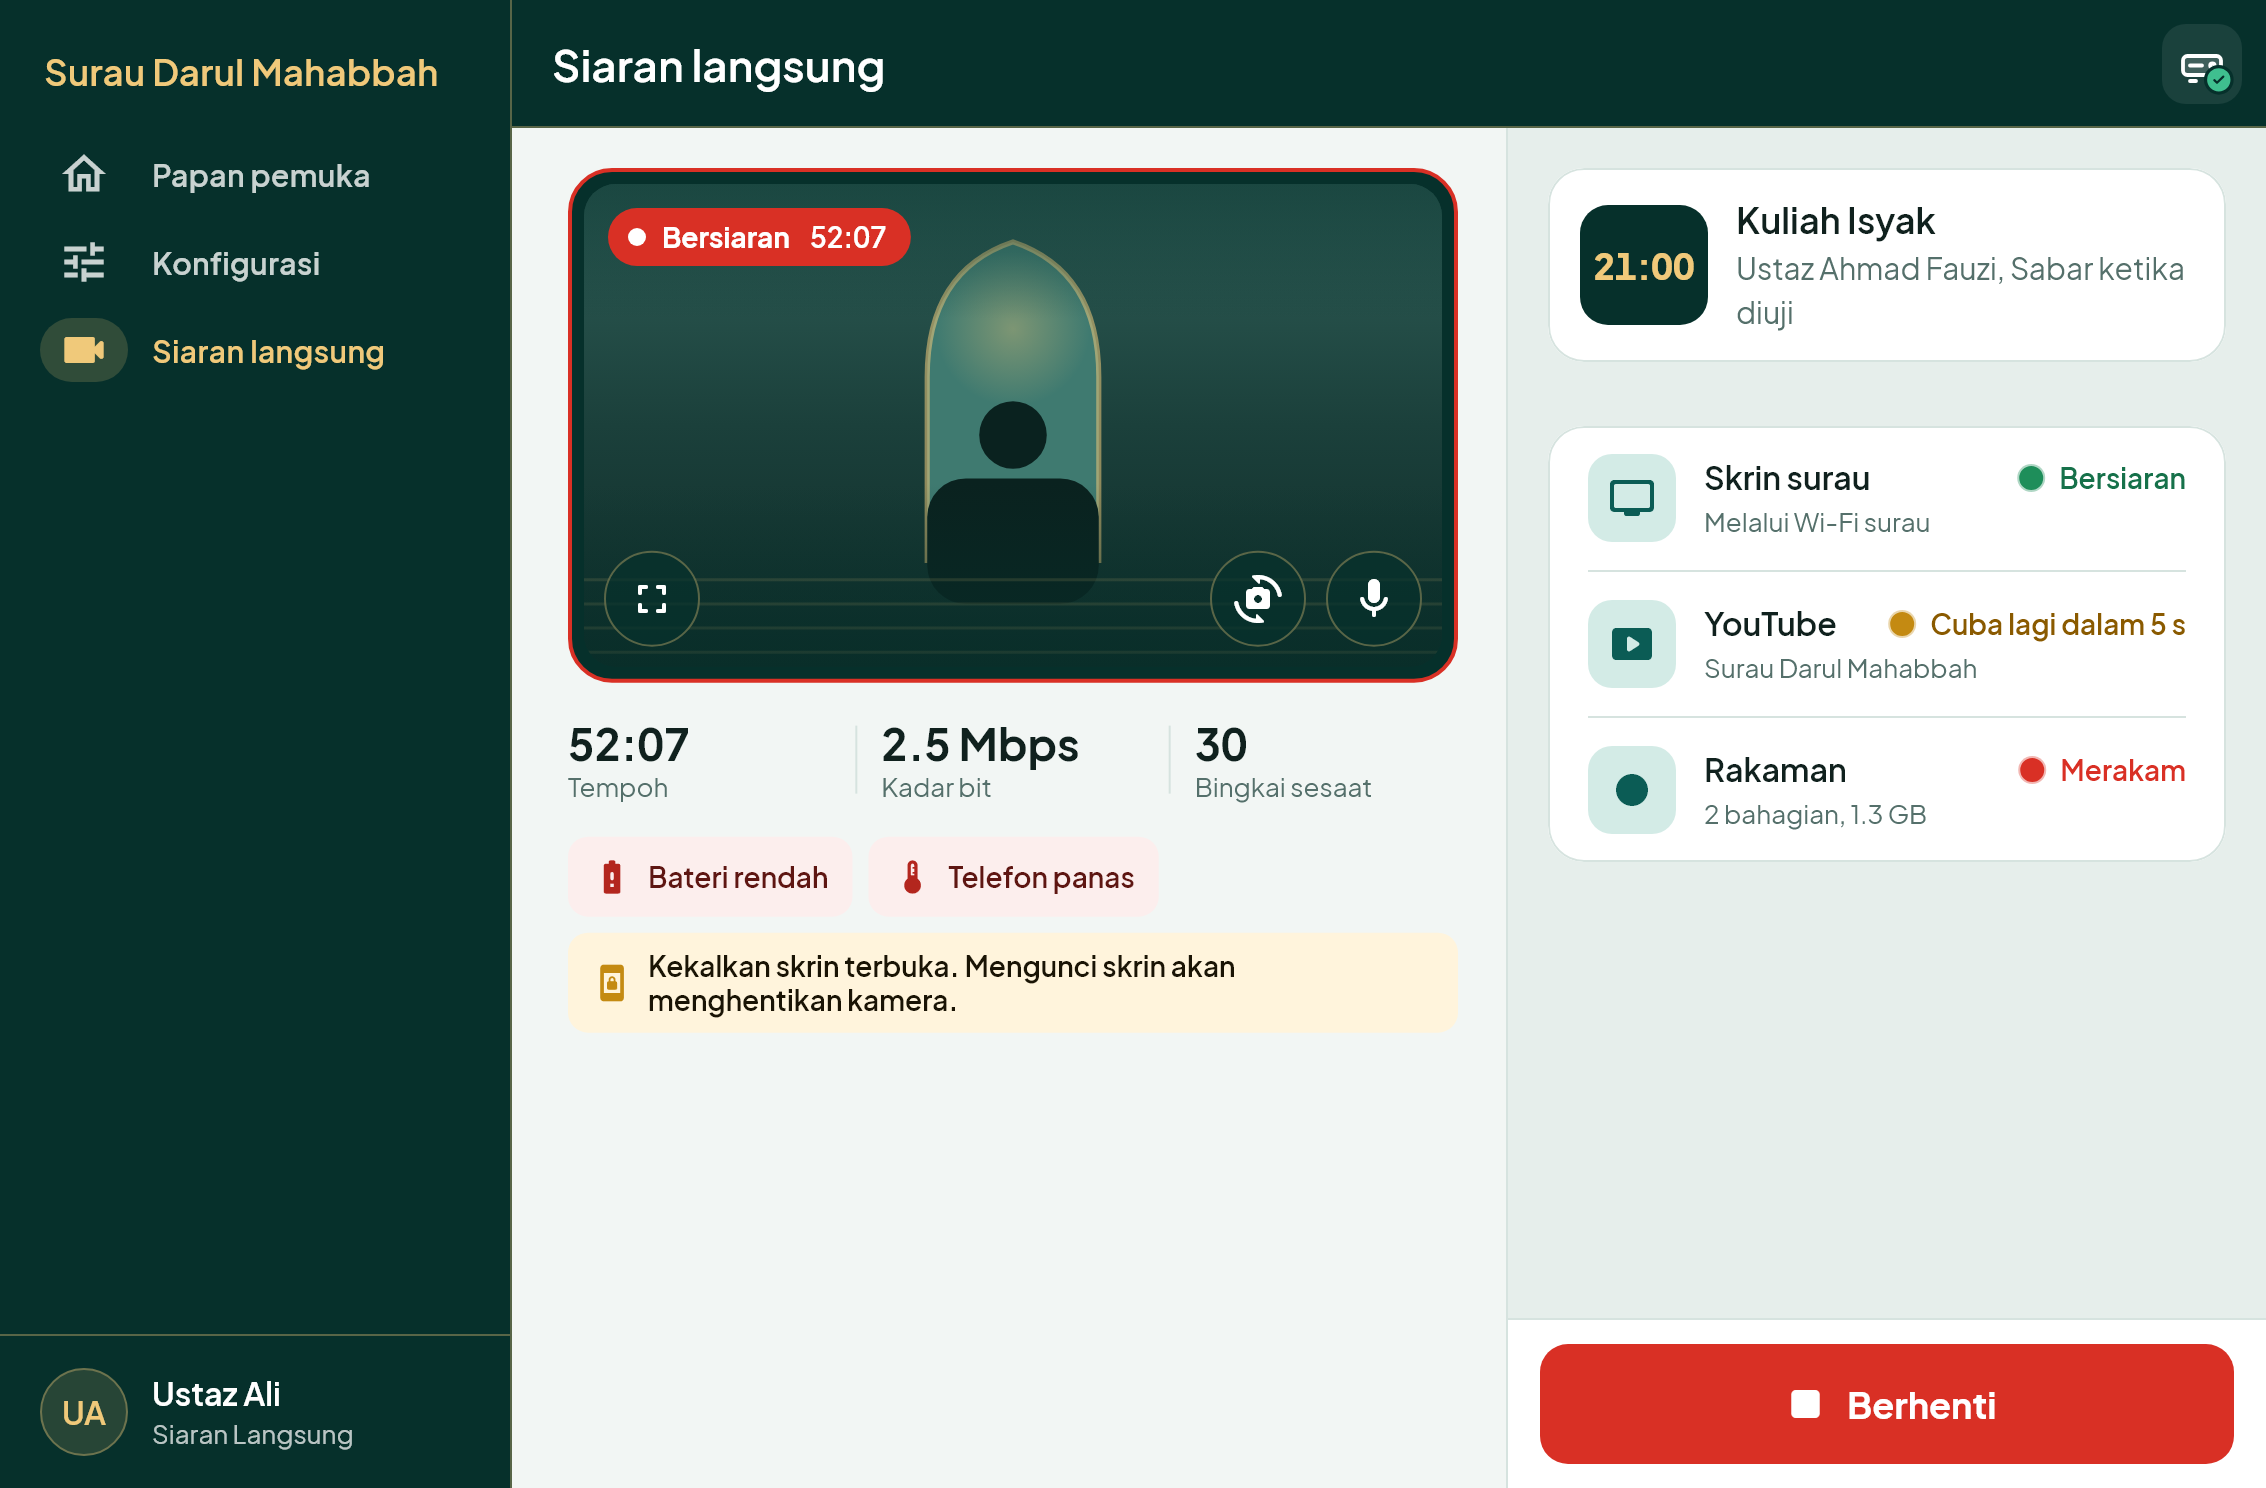 Surau Darul Mahabbah
Papan pemuka
Konfigurasi
Siaran langsung
Ustaz Ali
Siaran Langsung
UA
Siaran langsung
Bersiaran 52:07
52:07
Tempoh
2.5 Mbps
Kadar bit
30
Bingkai sesaat
Bateri rendah
Telefon panas
Kekalkan skrin terbuka. Mengunci skrin akan
menghentikan kamera.
21:00
Kuliah Isyak
Ustaz Ahmad Fauzi, Sabar ketika
diuji
Skrin surau
Bersiaran
Melalui Wi-Fi surau
YouTube
Cuba lagi dalam 5 s
Surau Darul Mahabbah
Rakaman
Merakam
2 bahagian, 1.3 GB
Berhenti